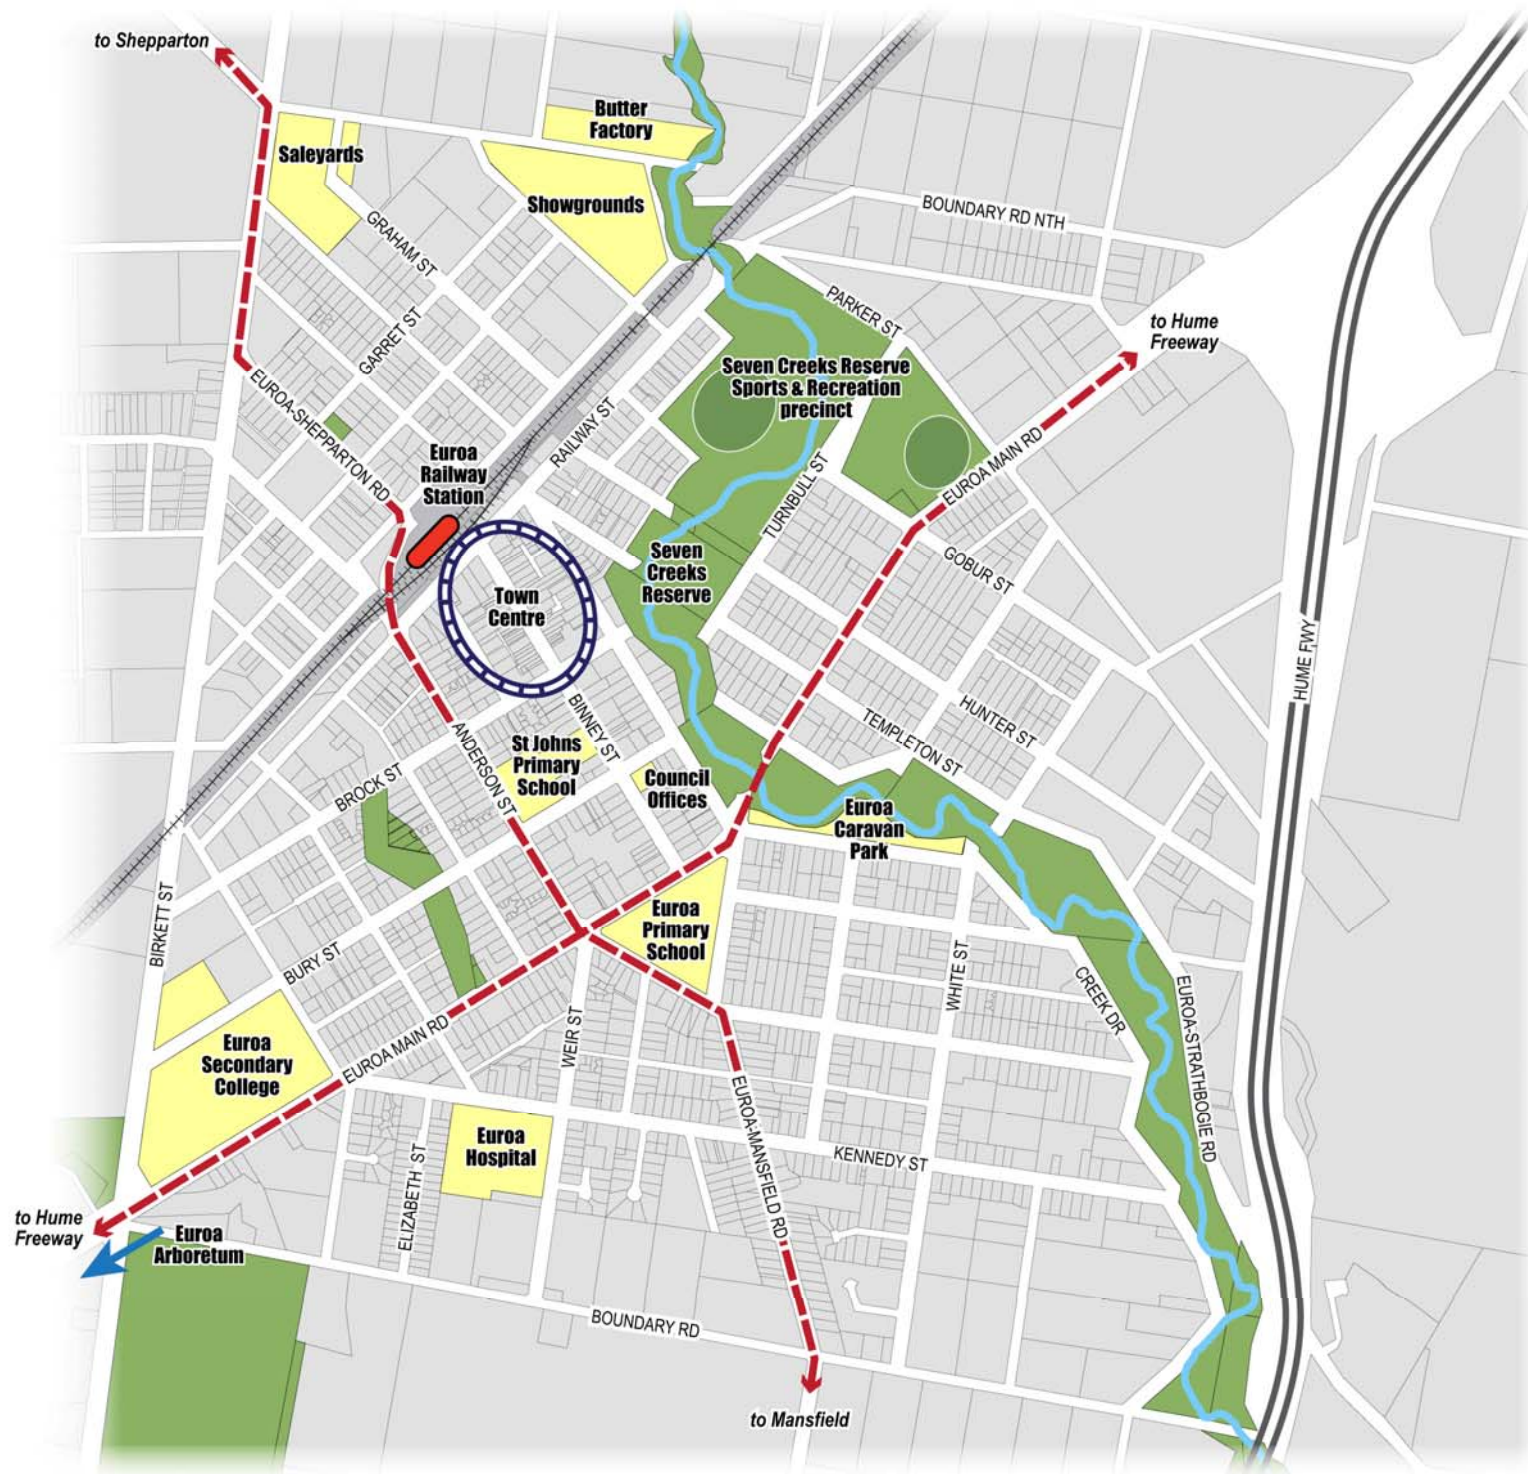 to Shepparton
Butter
Factory
Saleyards
Showgrounds
BOUNDARY RD NTH
GRAHAM ST
PARKER ST
GARRET ST
to Hume
Freeway
Seven Creeks Reserve
Sports & Recreation
precinct
EUROA-SHEPPARTON RD
RAILWAY ST
Euroa
Railway
Station
EUROA MAIN RD
TURNBULL ST
Seven
Creeks
Reserve
GOBUR ST
Town
Centre
HUME FWY
BINNEY ST
HUNTER ST
TEMPLETON ST
ANDERSON ST
St Johns
Primary
School
BROCK ST
Council
Offices
Euroa
Caravan
Park
BIRKETT ST
Euroa
Primary
School
BURY ST
WHITE ST
CREEK DR
EUROA-STRATHBOGIE RD
Euroa
Secondary
College
EUROA MAIN RD
WEIR ST
EUROA-MANSFIELD RD
Euroa
Hospital
KENNEDY ST
ELIZABETH ST
to Hume
Freeway
Euroa
Arboretum
BOUNDARY RD
to Mansfield